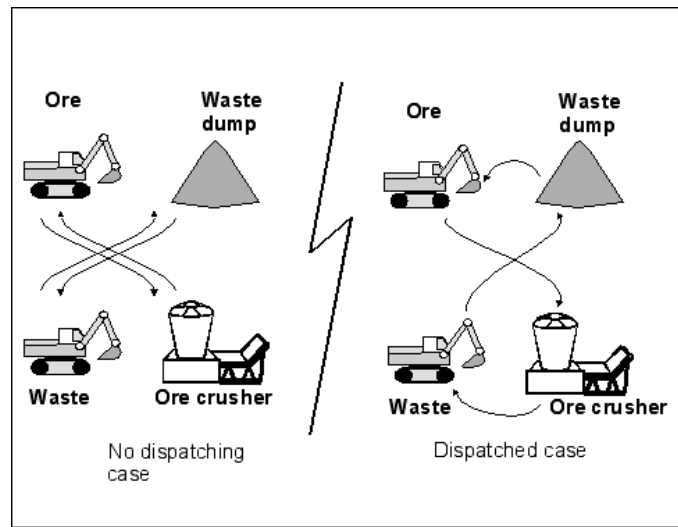 Ore
Waste
dump
Waste
Ore crusher
No dispatching
case
Ore
Waste
dump
Waste
Ore crusher
Dispatched case